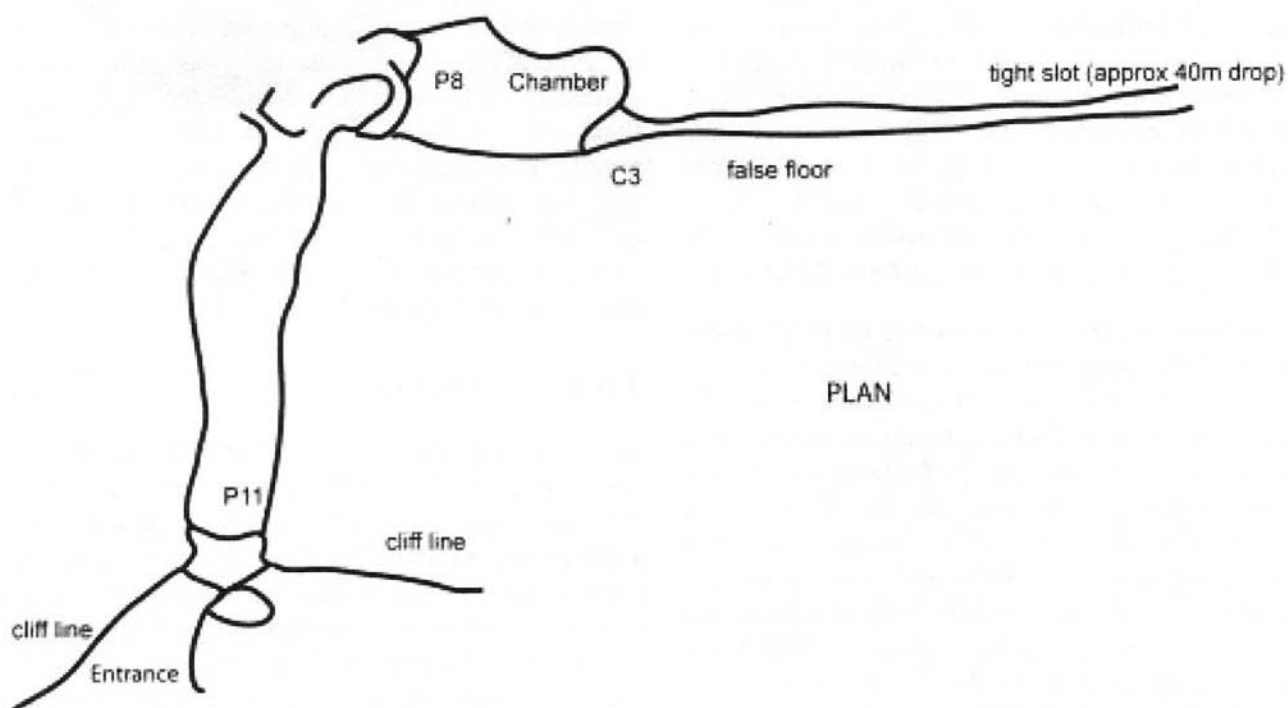 P8
Chamber
tight slot (approx 40m drop)
C3
false floor
PLAN
P11
cliff line
cliff line
Entrance